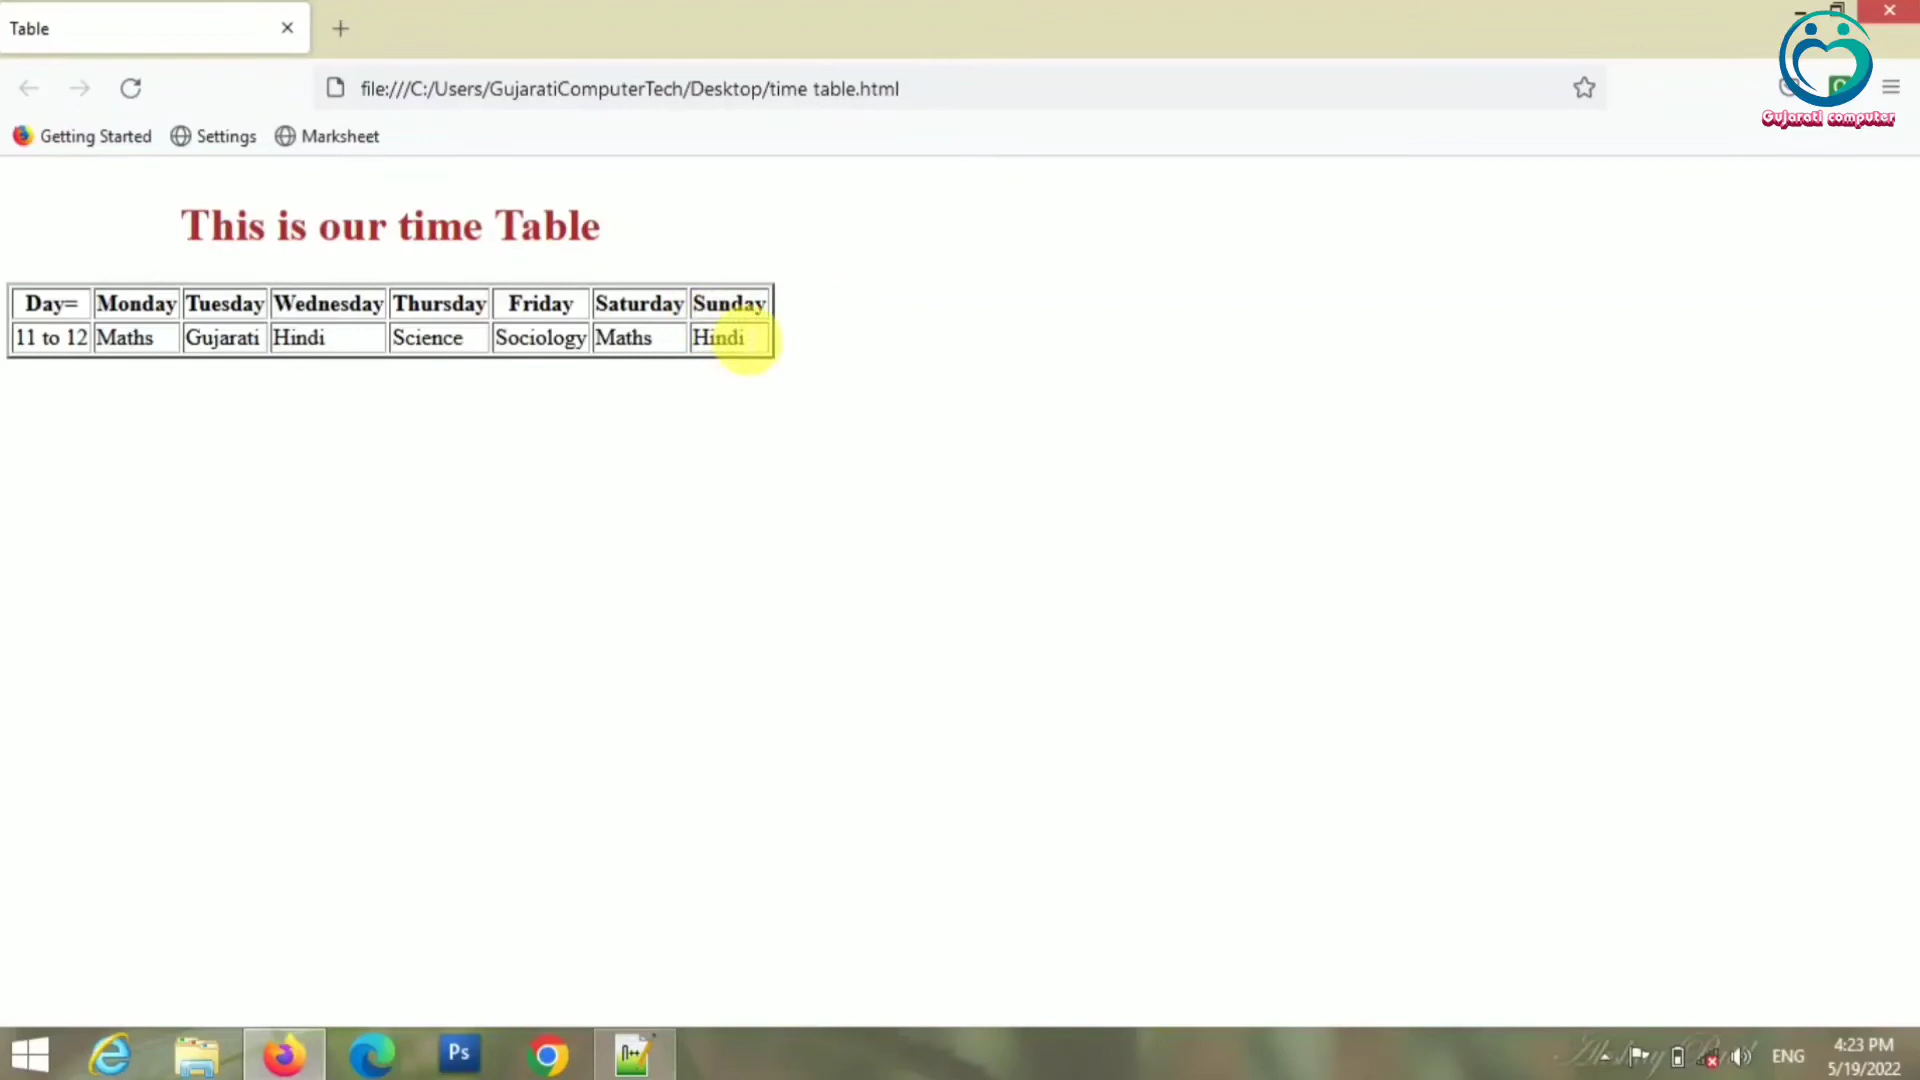 Table
file:///C:/Users/GujaratiComputerTech/Desktop/time table.html
Gujarati computer
Getting Started Settings Marksheet
This is our time Table
Day= Monday Tuesday Wednesday Thursday Friday Saturday Sunday
11 to 12 Maths Gujarati Hindi Science Sociology Maths Hindi
Ps
ENG
4:23 PM
5/19/2022